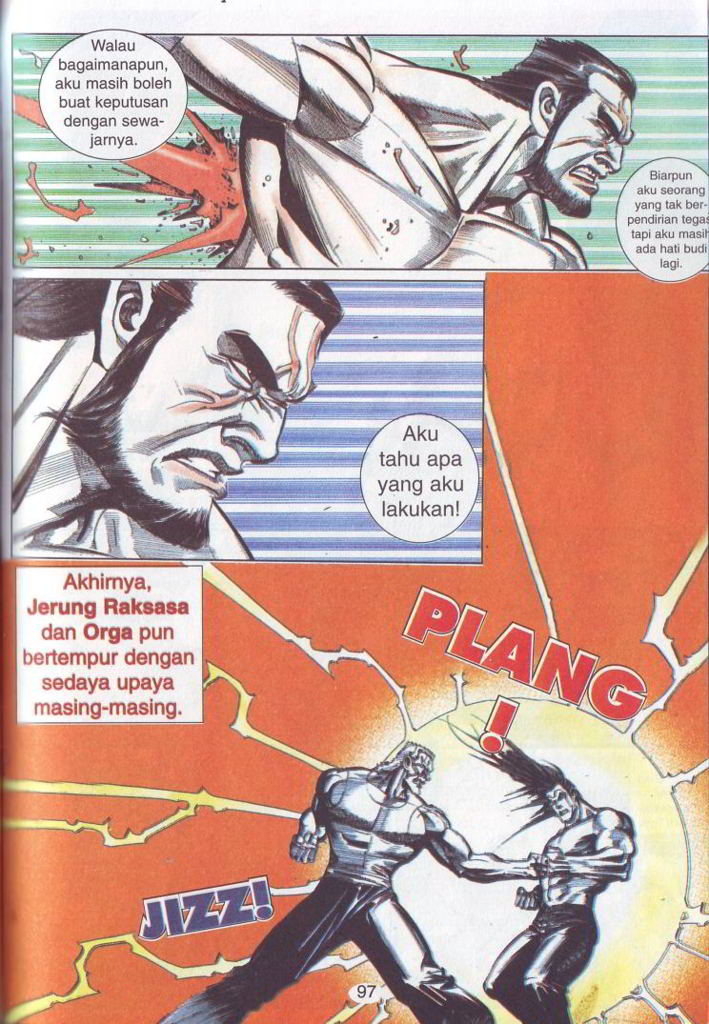 Walau
bagaimanapun,
aku masih boleh
buat keputusan
dengan sewa-
jarnya.
Biarpun
aku seorang
yang tak ber-
pendirian tegas
tapi aku masih
ada hati budi
lagi.
Aku
tahu apa
yang aku
lakukan!
Akhirnya,
Jerung Raksasa
dan Orga pun
bertempur dengan
sedaya upaya
masing-masing.
PLANG
!
JIZZ!
97